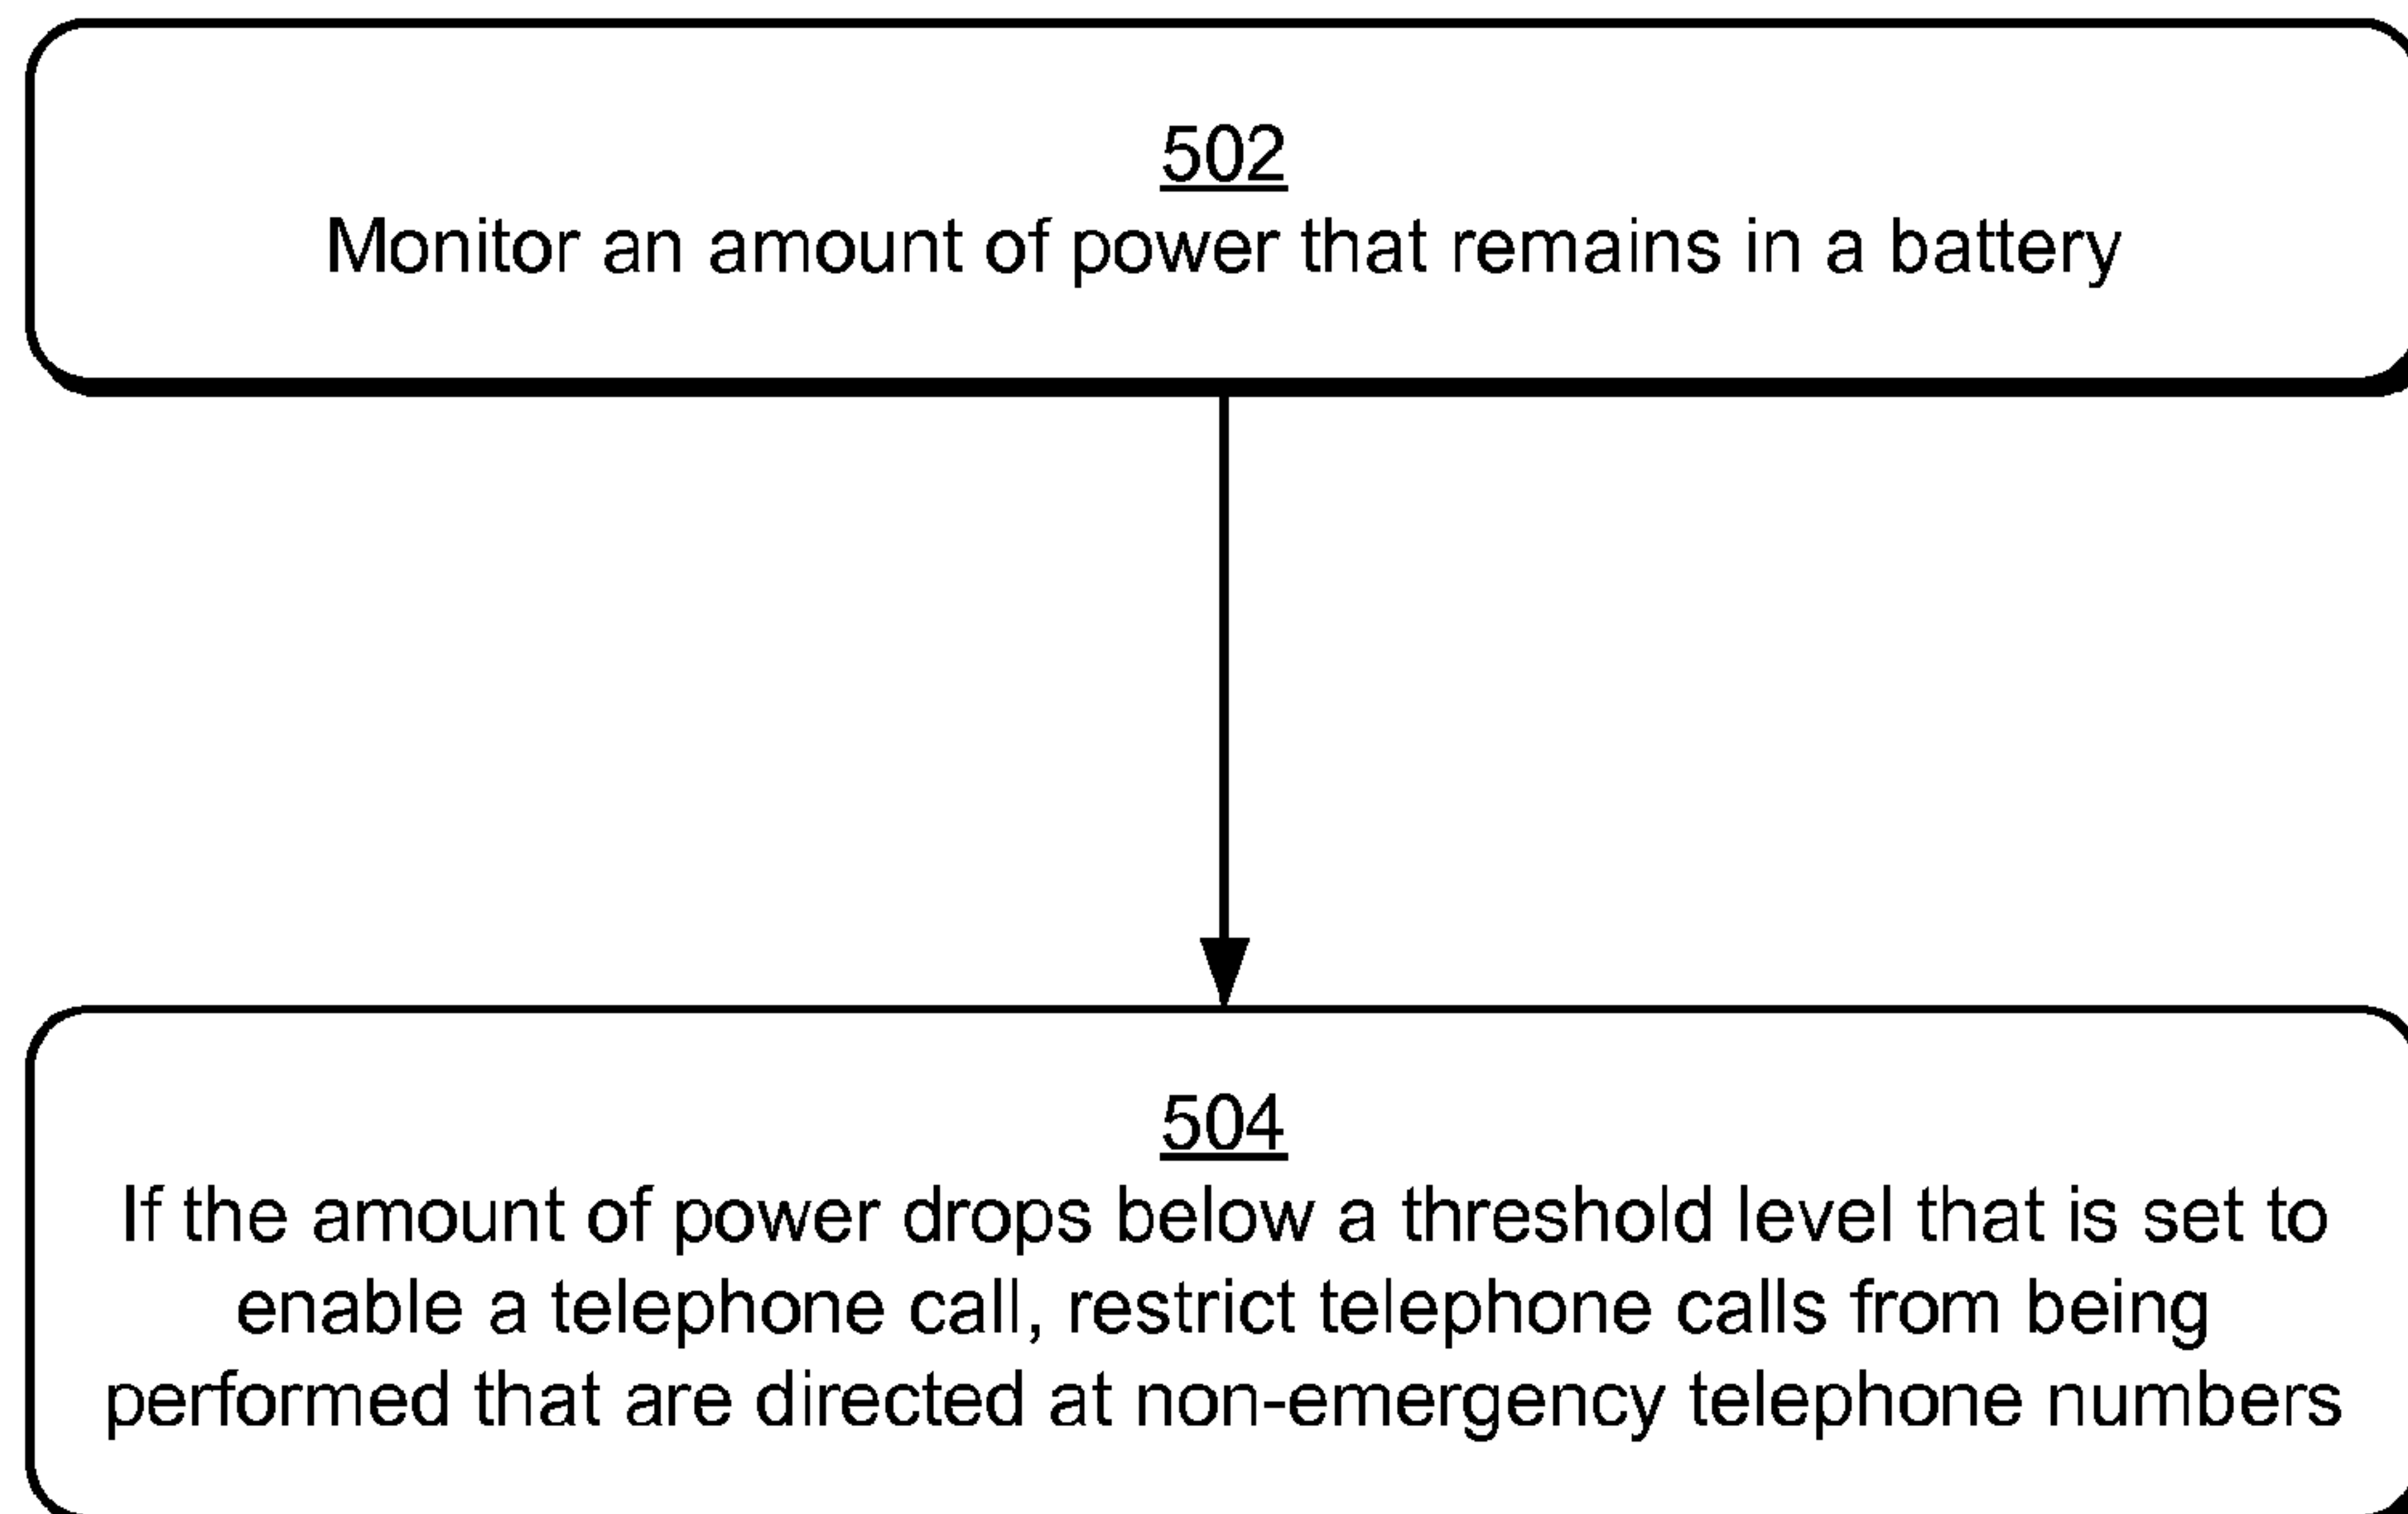 502
Monitor an amount of power that remains in a battery
504
If the amount of power drops below a threshold level that is set to
enable a telephone call, restrict telephone calls from being
performed that are directed at non-emergency telephone numbers